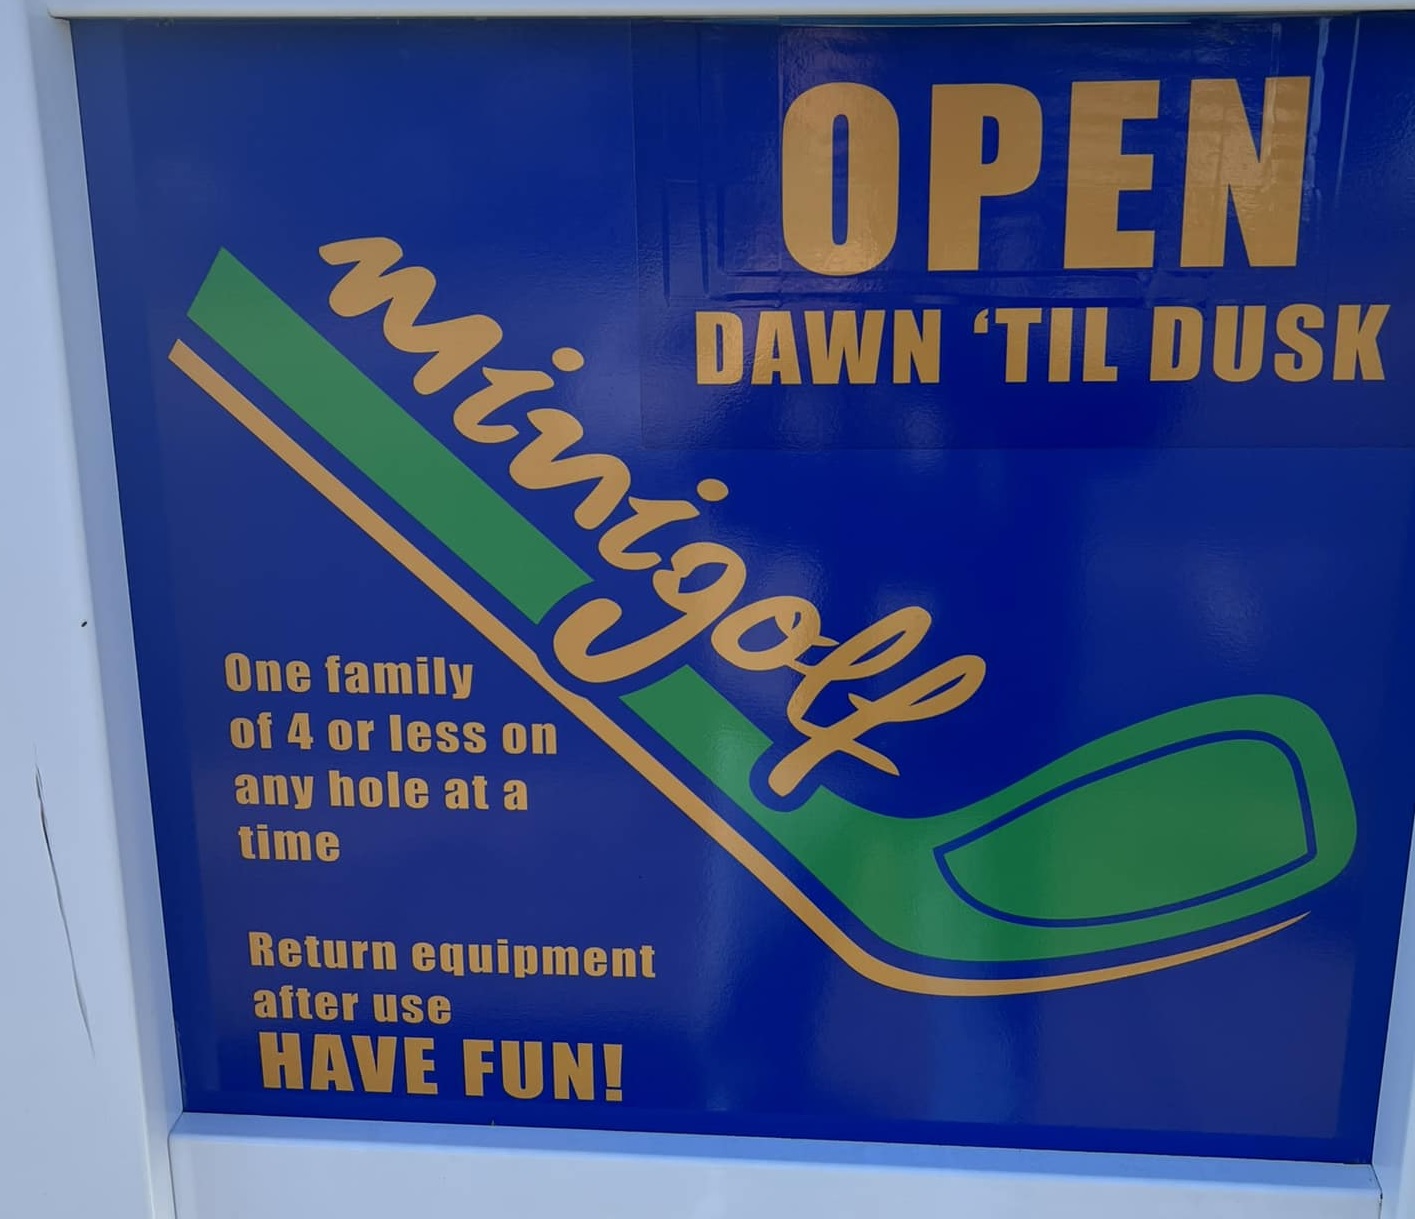 OPEN
DAWN ‘TIL DUSK
minigolf
One family
of 4 or less on
any hole at a
time
Return equipment
after use
HAVE FUN!